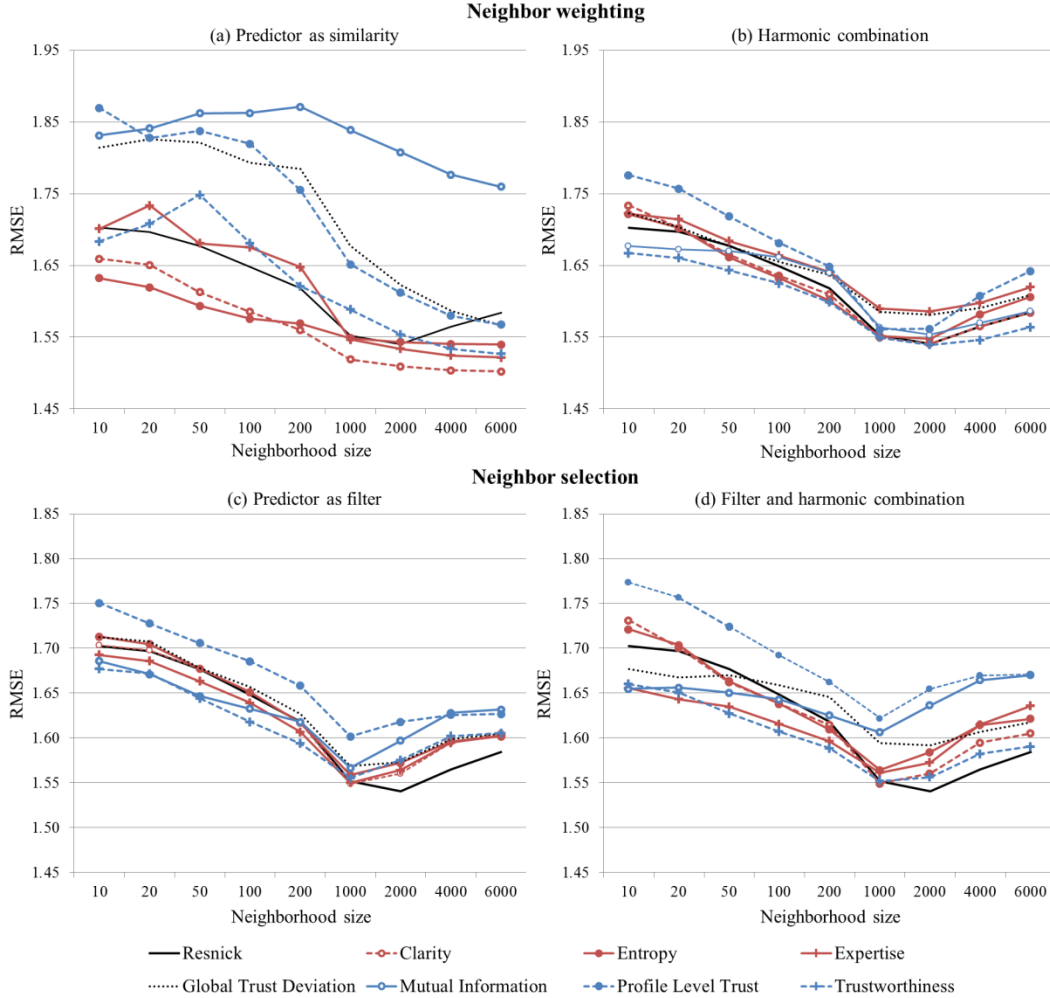 Neighbor weighting
(a) Predictor as similarity
(b) Harmonic combination
RMSE
1.95
1.85
1.75
1.65
1.55
1.45
10 20 50 100 200 1000 2000 4000 6000
Neighborhood size
RMSE
1.95
1.85
1.75
1.65
1.55
1.45
10 20 50 100 200 1000 2000 4000 6000
Neighborhood size
Neighbor selection
(c) Predictor as filter
(d) Filter and harmonic combination
RMSE
1.85
1.80
1.75
1.70
1.65
1.60
1.55
1.50
1.45
10 20 50 100 200 1000 2000 4000 6000
Neighborhood size
RMSE
1.85
1.80
1.75
1.70
1.65
1.60
1.55
1.50
1.45
10 20 50 100 200 1000 2000 4000 6000
Neighborhood size
Resnick Clarity Entropy Expertise
Global Trust Deviation Mutual Information Profile Level Trust Trustworthiness